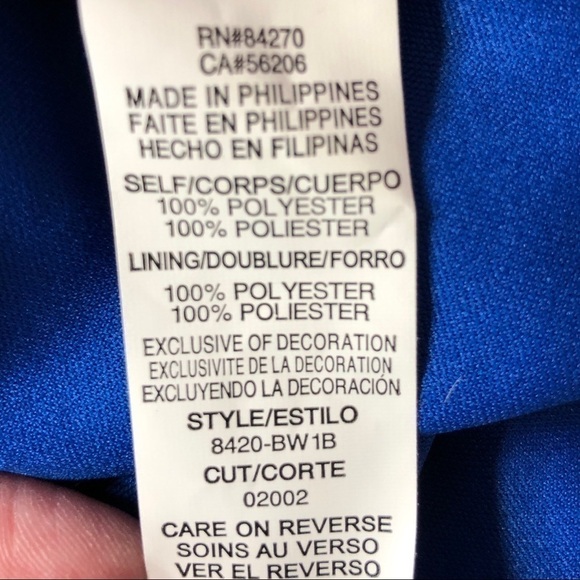 RN#84270
CA#56206
MADE IN PHILIPPINES
FAITE EN PHILIPPINES
HECHO EN FILIPINAS
SELF/CORPS/CUERPO
100% POLYESTER
100% POLIESTER
LINING/DOUBLURE/FORRO
100% POLYESTER
100% POLIESTER
EXCLUSIVE OF DECORATION
EXCLUSIVITE DE LA DECORATION
EXCLUYENDO LA DECORACIÓN
STYLE/ESTILO
8420-BW1B
CUT/CORTE
02002
CARE ON REVERSE
SOINS AU VERSO
VER EL REVERSO